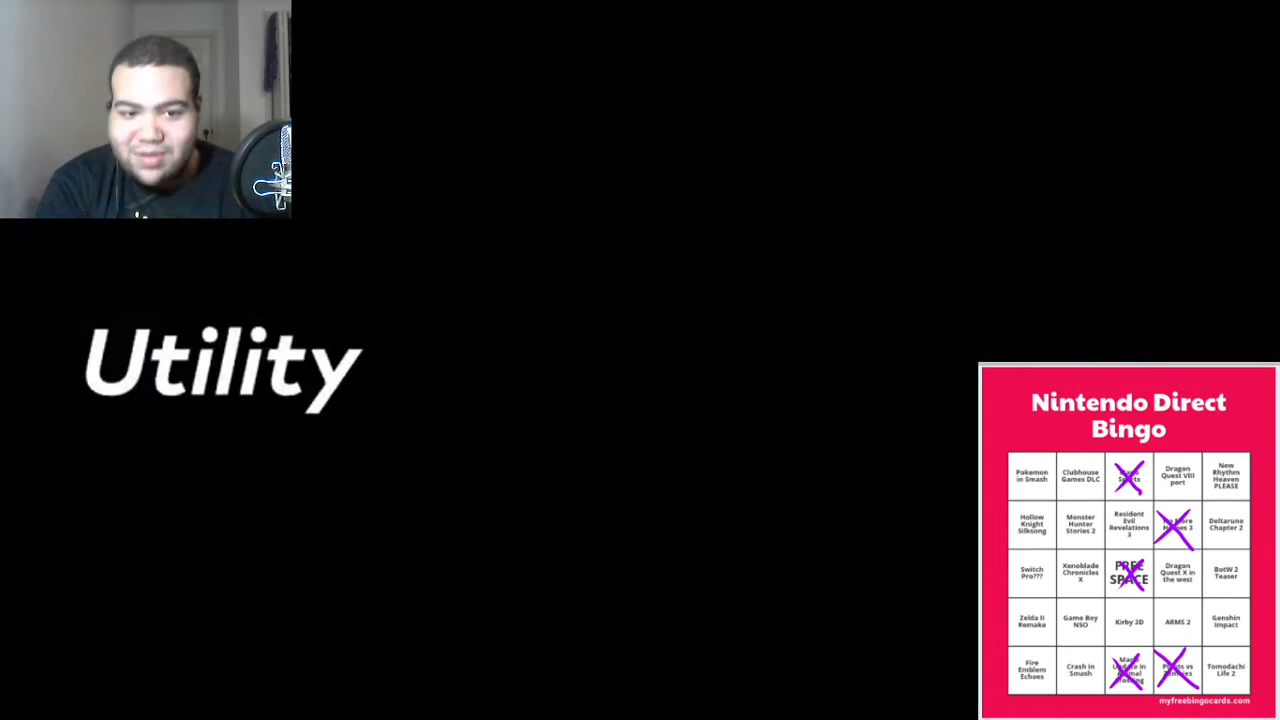 Utility
Nintendo Direct
Bingo
Pokemon
in Smash
Clubhouse
Games DLC
Dragon
Quest VIII
port
New
Rhythm
Heaven
PLEASE
Hollow
Knight
Silksong
Monster
Hunter
Stories 2
Resident
Evil
Revelations
3
Deltarune
Chapter 2
Switch
Pro???
Xenoblade
Chronicles
X
FREE
SPACE
Dragon
Quest X in
the west
BotW 2
Teaser
Zelda II
Remake
Game Boy
NSO
Kirby 3D
ARMS 2
Genshin
Impact
Fire
Emblem
Echoes
Crash in
Smash
Tomodachi
Life 2
myfreebingocards.com